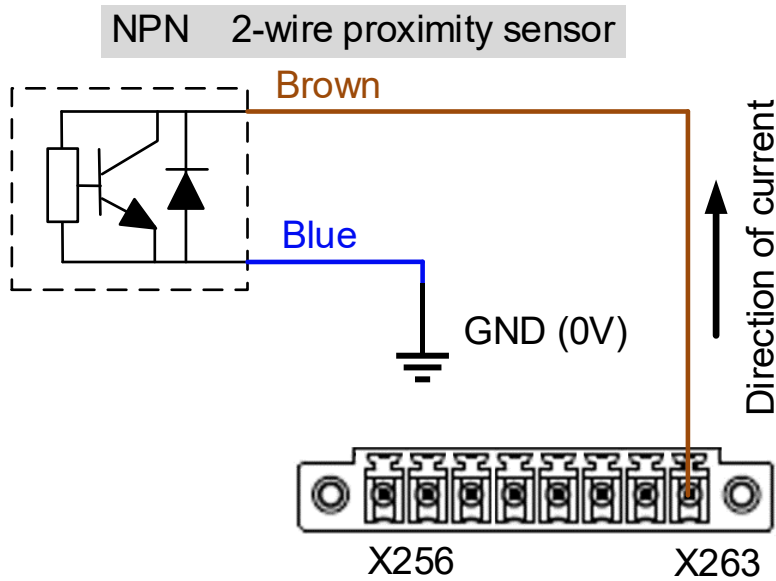 NPN 2-wire proximity sensor
Brown
Blue
GND (0V)
Direction of current
X256
X263